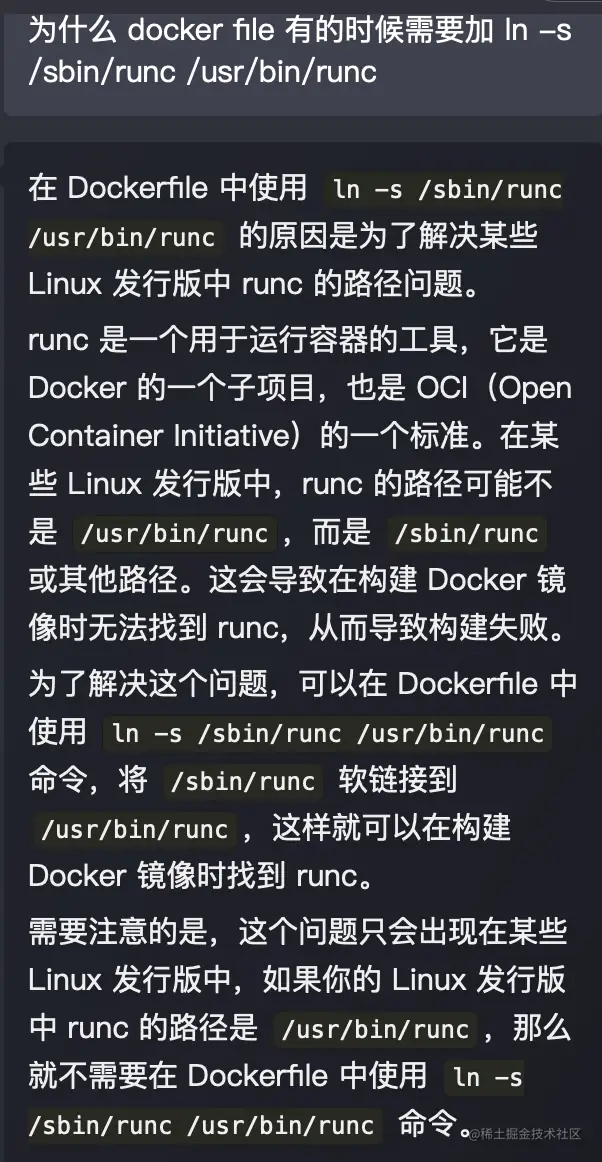 为什么 docker file 有的时候需要加 ln -s
/sbin/runc /usr/bin/runc
在 Dockerfile 中使用 ln -s /sbin/runc
/usr/bin/runc 的原因是为了解决某些
Linux 发行版中 runc 的路径问题。
runc 是一个用于运行容器的工具，它是
Docker 的一个子项目，也是 OCI（Open
Container Initiative）的一个标准。在某
些 Linux 发行版中，runc 的路径可能不
是 /usr/bin/runc ，而是 /sbin/runc
或其他路径。这会导致在构建 Docker 镜
像时无法找到 runc，从而导致构建失败。
为了解决这个问题，可以在 Dockerfile 中
使用 ln -s /sbin/runc /usr/bin/runc
命令，将 /sbin/runc 软链接到
/usr/bin/runc ，这样就可以在构建
Docker 镜像时找到 runc。
需要注意的是，这个问题只会出现在某些
Linux 发行版中，如果你的 Linux 发行版
中 runc 的路径是 /usr/bin/runc ，那么
就不需要在 Dockerfile 中使用 ln -s
/sbin/runc /usr/bin/runc 命令。
@稀土掘金技术社区